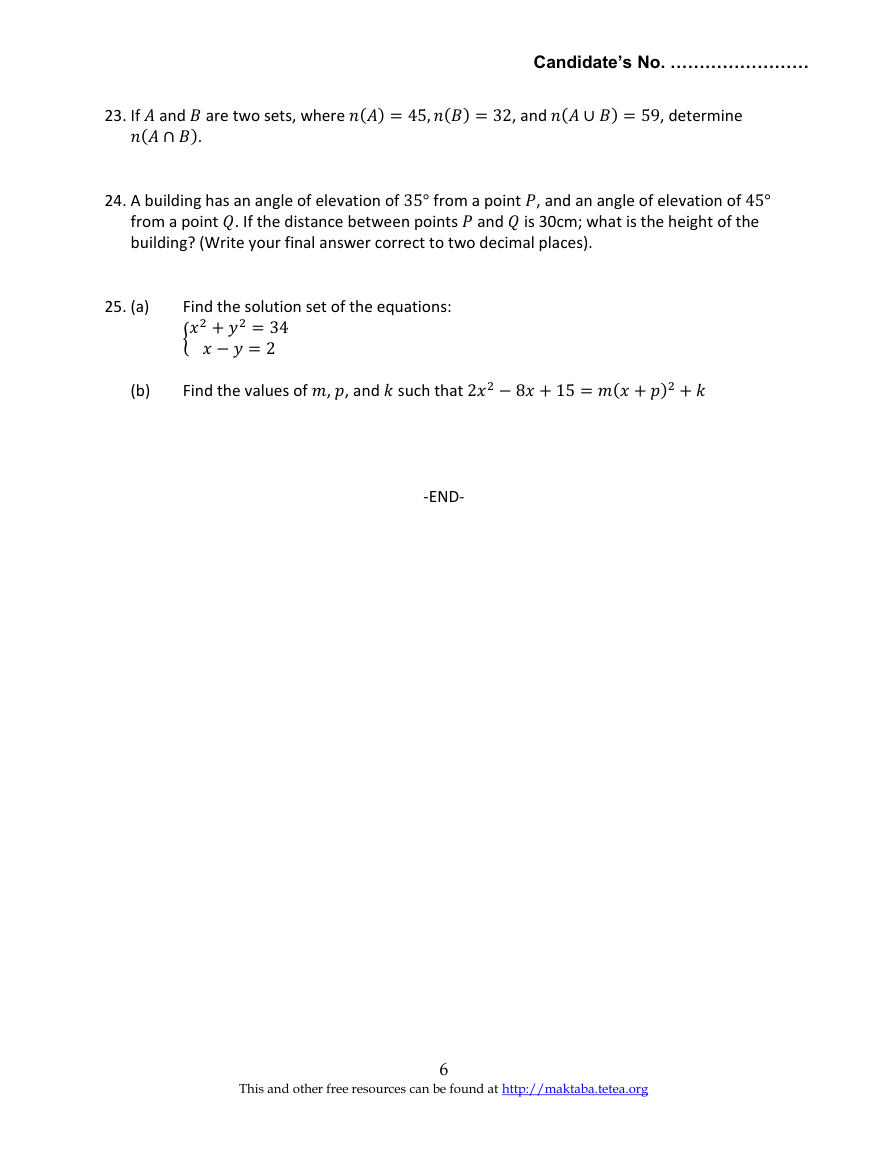 Candidate’s No. ……………………
23. If 𝐴 and 𝐵 are two sets, where 𝑛(𝐴) = 45, 𝑛(𝐵) = 32, and 𝑛(𝐴 ∪ 𝐵) = 59, determine
𝑛(𝐴 ∩ 𝐵).
24. A building has an angle of elevation of 35° from a point 𝑃, and an angle of elevation of 45°
from a point 𝑄. If the distance between points 𝑃 and 𝑄 is 30cm; what is the height of the
building? (Write your final answer correct to two decimal places).
25. (a) Find the solution set of the equations:
{𝑥² + 𝑦² = 34
𝑥 − 𝑦 = 2
(b) Find the values of 𝑚, 𝑝, and 𝑘 such that 2𝑥² − 8𝑥 + 15 = 𝑚(𝑥 + 𝑝)² + 𝑘
-END-
6
This and other free resources can be found at http://maktaba.tetea.org